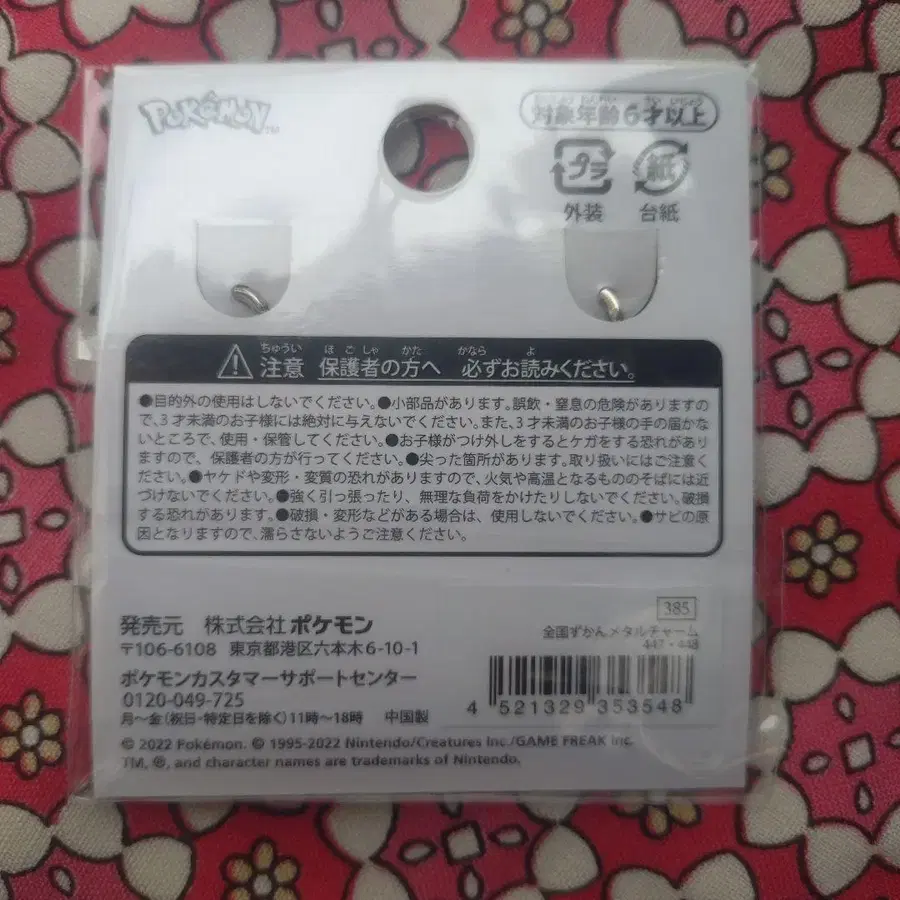 POKéMON™
対象年齢6才以上
プラ 紙
外装 台紙
ちゅうい ほごしゃ かた かなら よ
注意 保護者の方へ 必ずお読みください。
●目的外の使用はしないでください。●小部品があります。誤飲・窒息の危険がありますの
で、3才未満のお子様には絶対に与えないでください。また、3才未満のお子様の手の届かな
いところで、使用・保管してください。●お子様がつけ外しをするとケガをする恐れがあり
ますので、保護者の方が行ってください。●尖った箇所があります。取り扱いにはご注意く
ださい。●ヤケドや変形・変質の恐れがありますので、火気や高温となるもののそばには近
づけないでください。●強く引っ張ったり、無理な負荷をかけたりしないでください。破損
する恐れがあります。●破損・変形などがある場合は、使用しないでください。●サビの原
因となりますので、濡らさないようご注意ください。
385
発売元 株式会社ポケモン
全国ずかんメタルチャーム
447・448
〒106-6108 東京都港区六本木6-10-1
ポケモンカスタマーサポートセンター
0120-049-725
月～金(祝日・特定日を除く)11時～18時 中国製
4 521329 353548
© 2022 Pokémon. © 1995-2022 Nintendo/Creatures Inc./GAME FREAK inc.
TM, ®, and character names are trademarks of Nintendo.